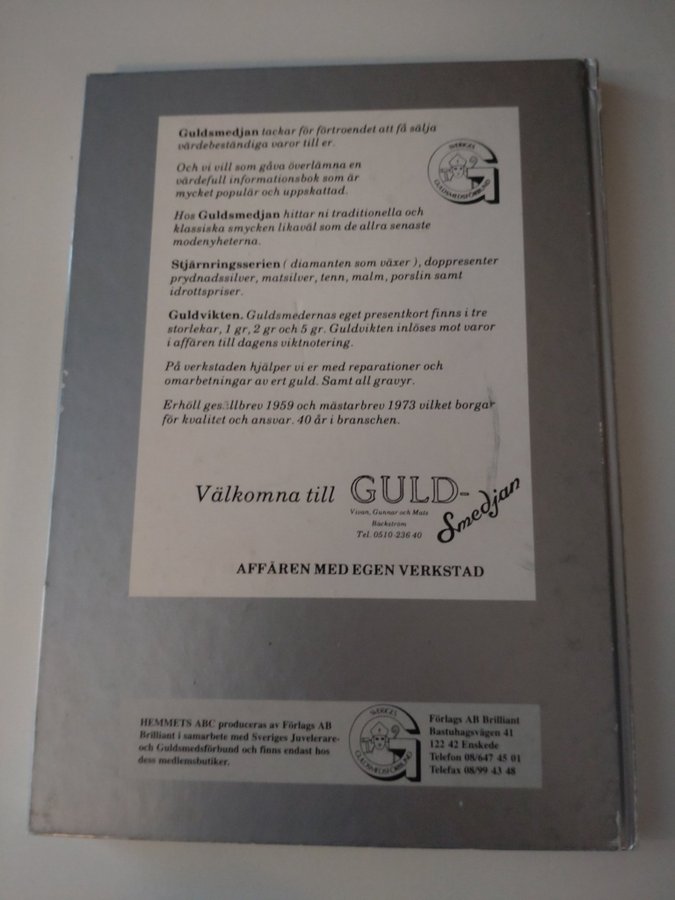 Guldsmedjan tackar för förtroendet att få sälja
värdebeständiga varor till er.
Och vi vill som gåva överlämna en
värdefull informationsbok som är
mycket populär och uppskattad.
Hos Guldsmedjan hittar ni traditionella och
klassiska smycken likaväl som de allra senaste
modenyheterna.
Stjärnringsserien ( diamanten som växer ), doppresenter
prydnadssilver, matsilver, tenn, malm, porslin samt
idrottspriser.
Guldvikten. Guldsmedernas eget presentkort finns i tre
storlekar, 1 gr, 2 gr och 5 gr. Guldvikten inlöses mot varor
i affären till dagens viktnotering.
På verkstaden hjälper vi er med reparationer och
omarbetningar av ert guld. Samt all gravyr.
Erhöll gesällbrev 1959 och mästarbrev 1973 vilket borgar
för kvalitet och ansvar. 40 år i branschen.
SVERIGES
GULDSMEDSFÖRBUND
Välkomna till GULD-
Smedjan
Vivan, Gunnar och Mats
Bäckström
Tel. 0510-236 40
AFFÄREN MED EGEN VERKSTAD
HEMMETS ABC produceras av Förlags AB
Brilliant i samarbete med Sveriges Juvelerare-
och Guldsmedsförbund och finns endast hos
dess medlemsbutiker.
SVERIGES
GULDSMEDSFÖRBUND
Förlags AB Brilliant
Bastuhagsvägen 41
122 42 Enskede
Telefon 08/647 45 01
Telefax 08/99 43 48